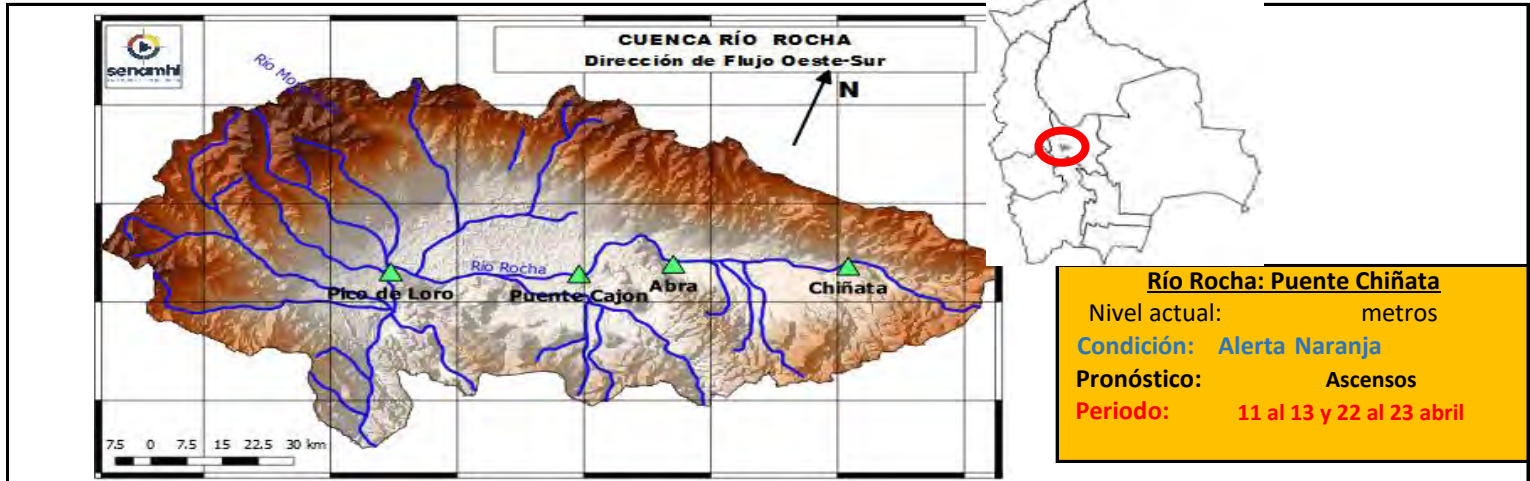 senamhi
CUENCA RÍO ROCHA
Dirección de Flujo Oeste-Sur
N
Río Rocha
Pico de Loro
Puente Cajon
Abra
Chiñata
7.5 0 7.5 15 22.5 30 km
Río Rocha: Puente Chiñata
Nivel actual: metros
Condición: Alerta Naranja
Pronóstico: Ascensos
Periodo: 11 al 13 y 22 al 23 abril